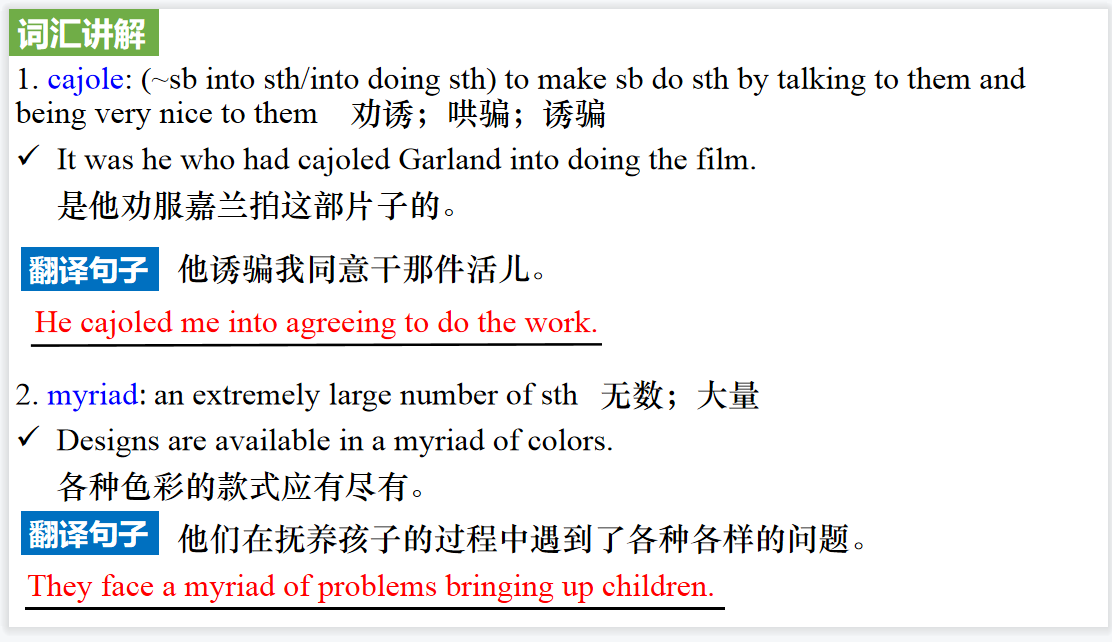 词汇讲解
1. cajole: (~sb into sth/into doing sth) to make sb do sth by talking to them and
being very nice to them 劝诱；哄骗；诱骗
✓ It was he who had cajoled Garland into doing the film.
是他劝服嘉兰拍这部片子的。
翻译句子 他诱骗我同意干那件活儿。
He cajoled me into agreeing to do the work.
2. myriad: an extremely large number of sth 无数；大量
✓ Designs are available in a myriad of colors.
各种色彩的款式应有尽有。
翻译句子 他们在抚养孩子的过程中遇到了各种各样的问题。
They face a myriad of problems bringing up children.